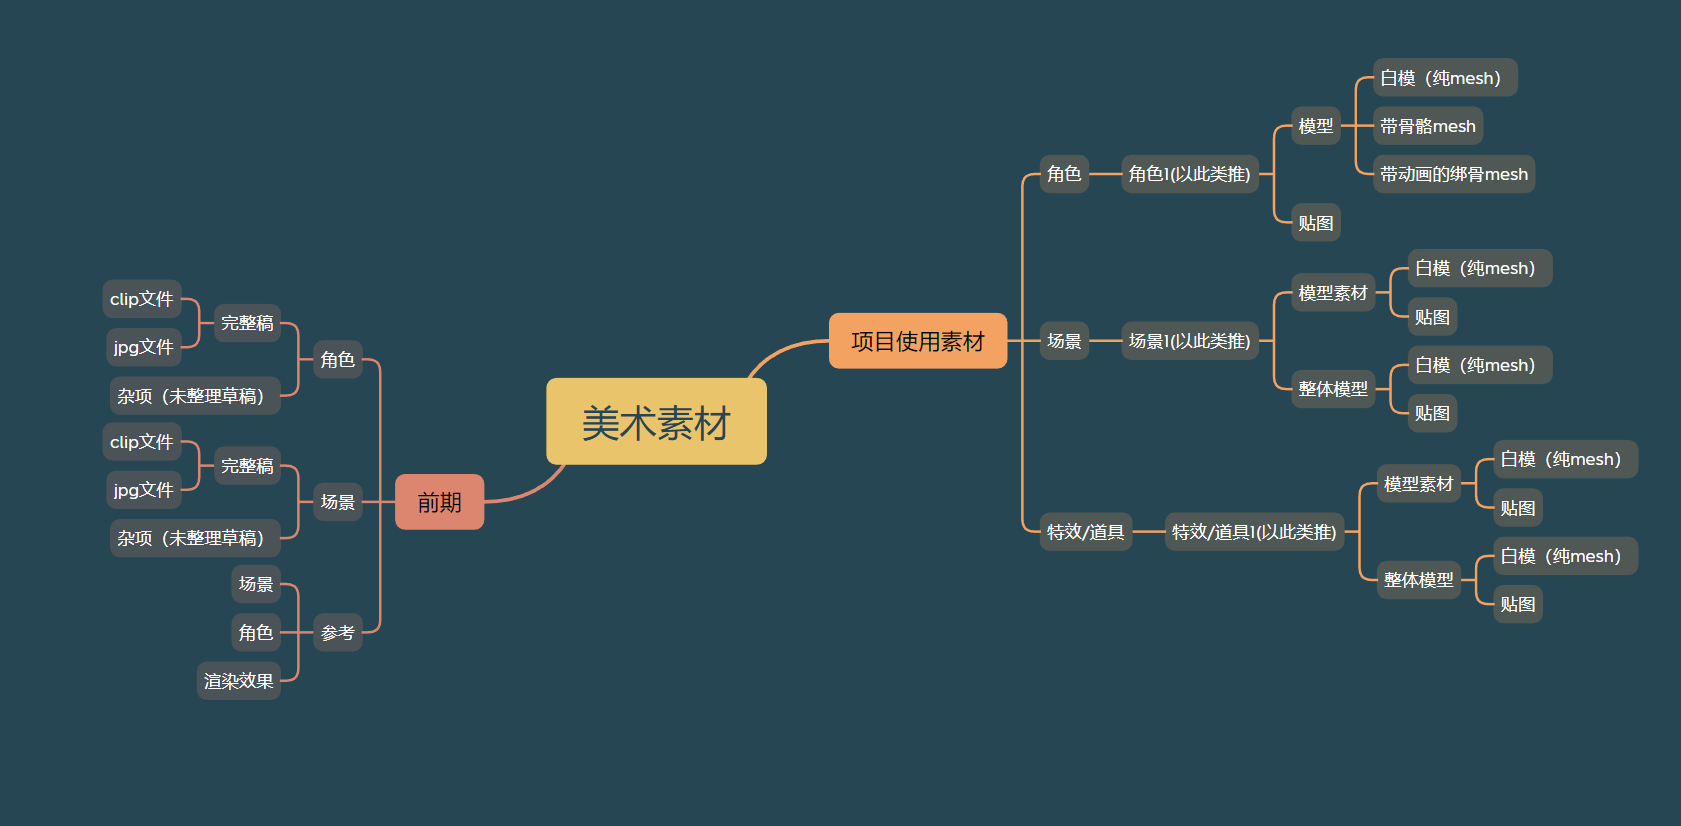 美术素材
项目使用素材
角色
角色1(以此类推)
模型
白模（纯mesh）
带骨骼mesh
带动画的绑骨mesh
贴图
场景
场景1(以此类推)
模型素材
白模（纯mesh）
贴图
整体模型
白模（纯mesh）
贴图
特效/道具
特效/道具1(以此类推)
模型素材
白模（纯mesh）
贴图
整体模型
白模（纯mesh）
贴图
前期
角色
完整稿
clip文件
jpg文件
杂项（未整理草稿）
场景
完整稿
clip文件
jpg文件
杂项（未整理草稿）
参考
场景
角色
渲染效果